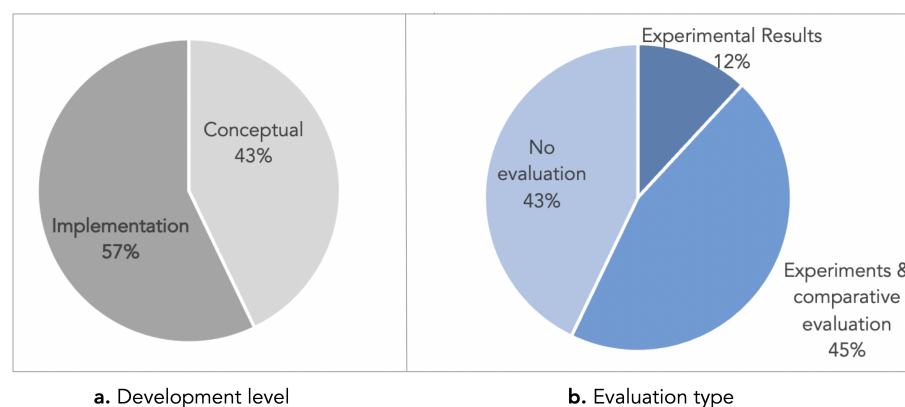 Conceptual
43%
Implementation
57%
a. Development level
Experimental Results
12%
No
evaluation
43%
Experiments &
comparative
evaluation
45%
b. Evaluation type